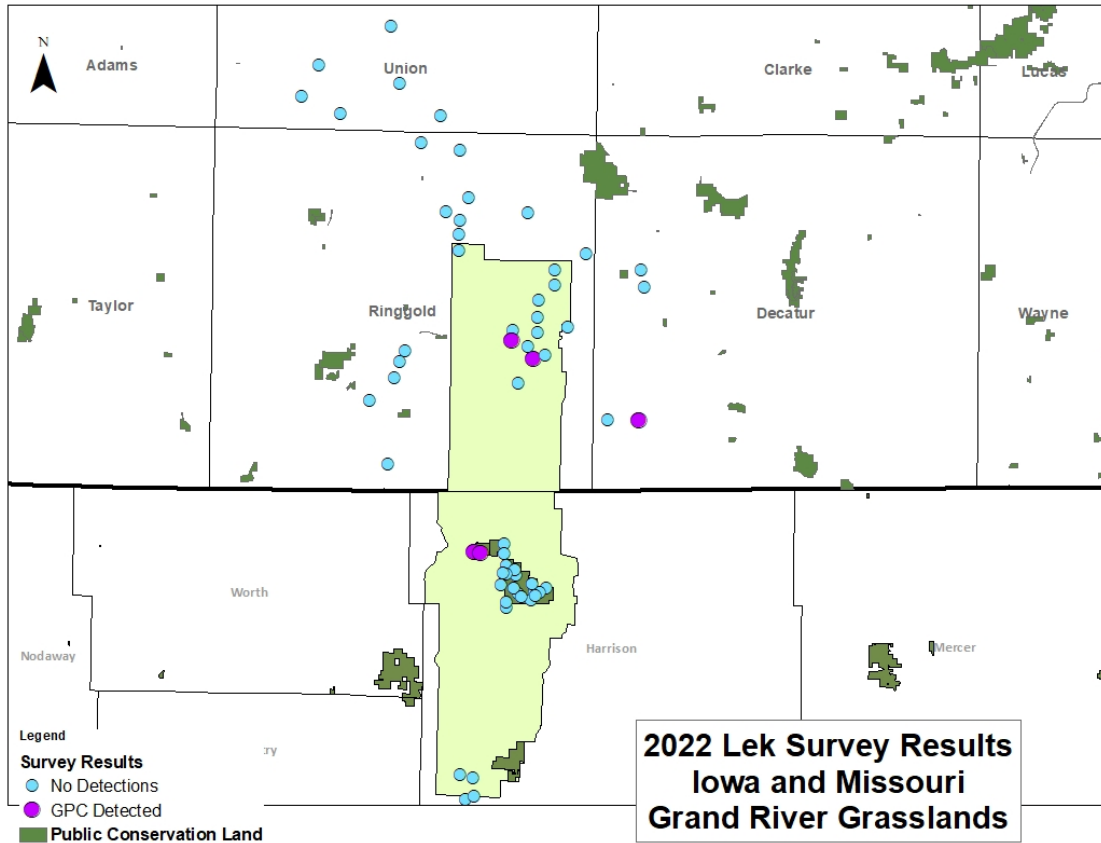 N
Adams
Union
Clarke
Lucas
Taylor
Ringgold
Decatur
Wayne
Worth
Nodaway
Harrison
Mercer
try
Legend
Survey Results
No Detections
GPC Detected
Public Conservation Land
2022 Lek Survey Results
Iowa and Missouri
Grand River Grasslands